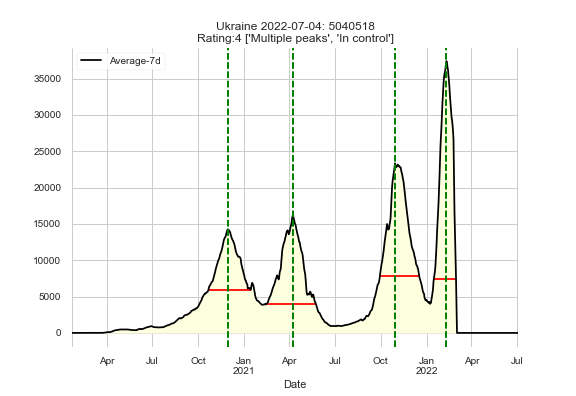 Ukraine 2022-07-04: 5040518
Rating:4 ['Multiple peaks', 'In control']
Average-7d
35000
30000
25000
20000
15000
10000
5000
0
Apr Jul Oct Jan Apr Jul Oct Jan Apr Jul
2021 2022
Date